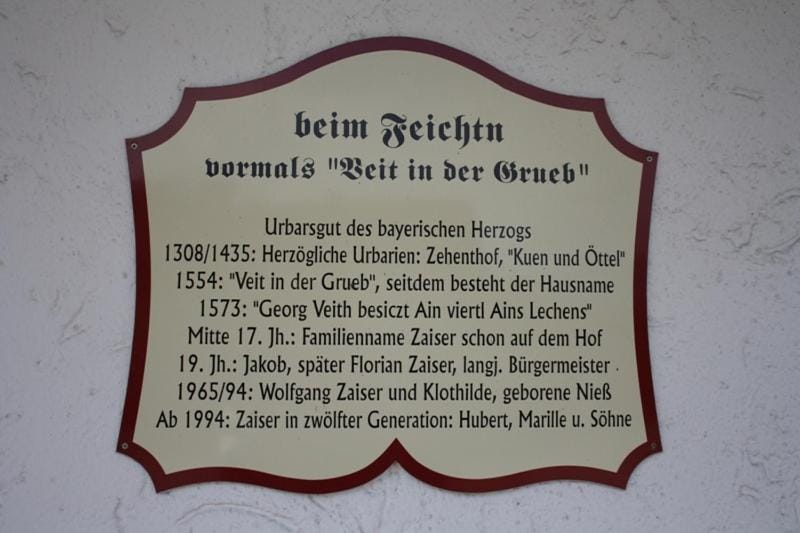 beim Feichtn
vormals "Veit in der Grueb"
Urbarsgut des bayerischen Herzogs
1308/1435: Herzögliche Urbarien: Zehenthof, "Kuen und Öttel"
1554: "Veit in der Grueb", seitdem besteht der Hausname
1573: "Georg Veith besiczt Ain viertl Ains Lechens"
Mitte 17. Jh.: Familienname Zaiser schon auf dem Hof
19. Jh.: Jakob, später Florian Zaiser, langj. Bürgermeister
1965/94: Wolfgang Zaiser und Klothilde, geborene Nieß
Ab 1994: Zaiser in zwölfter Generation: Hubert, Marille u. Söhne